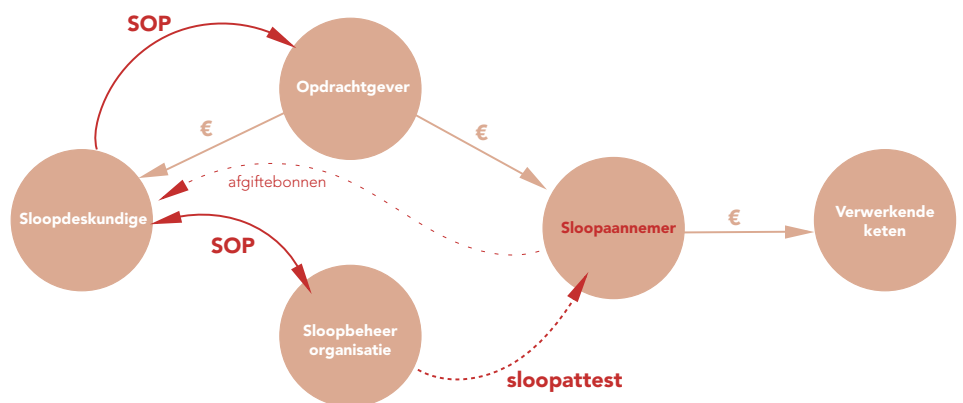 SOP
Opdrachtgever
€
€
afgiftebonnen
Sloopdeskundige
SOP
Sloopaannemer
€
Verwerkende
keten
Sloopbeheer
organisatie
sloopattest